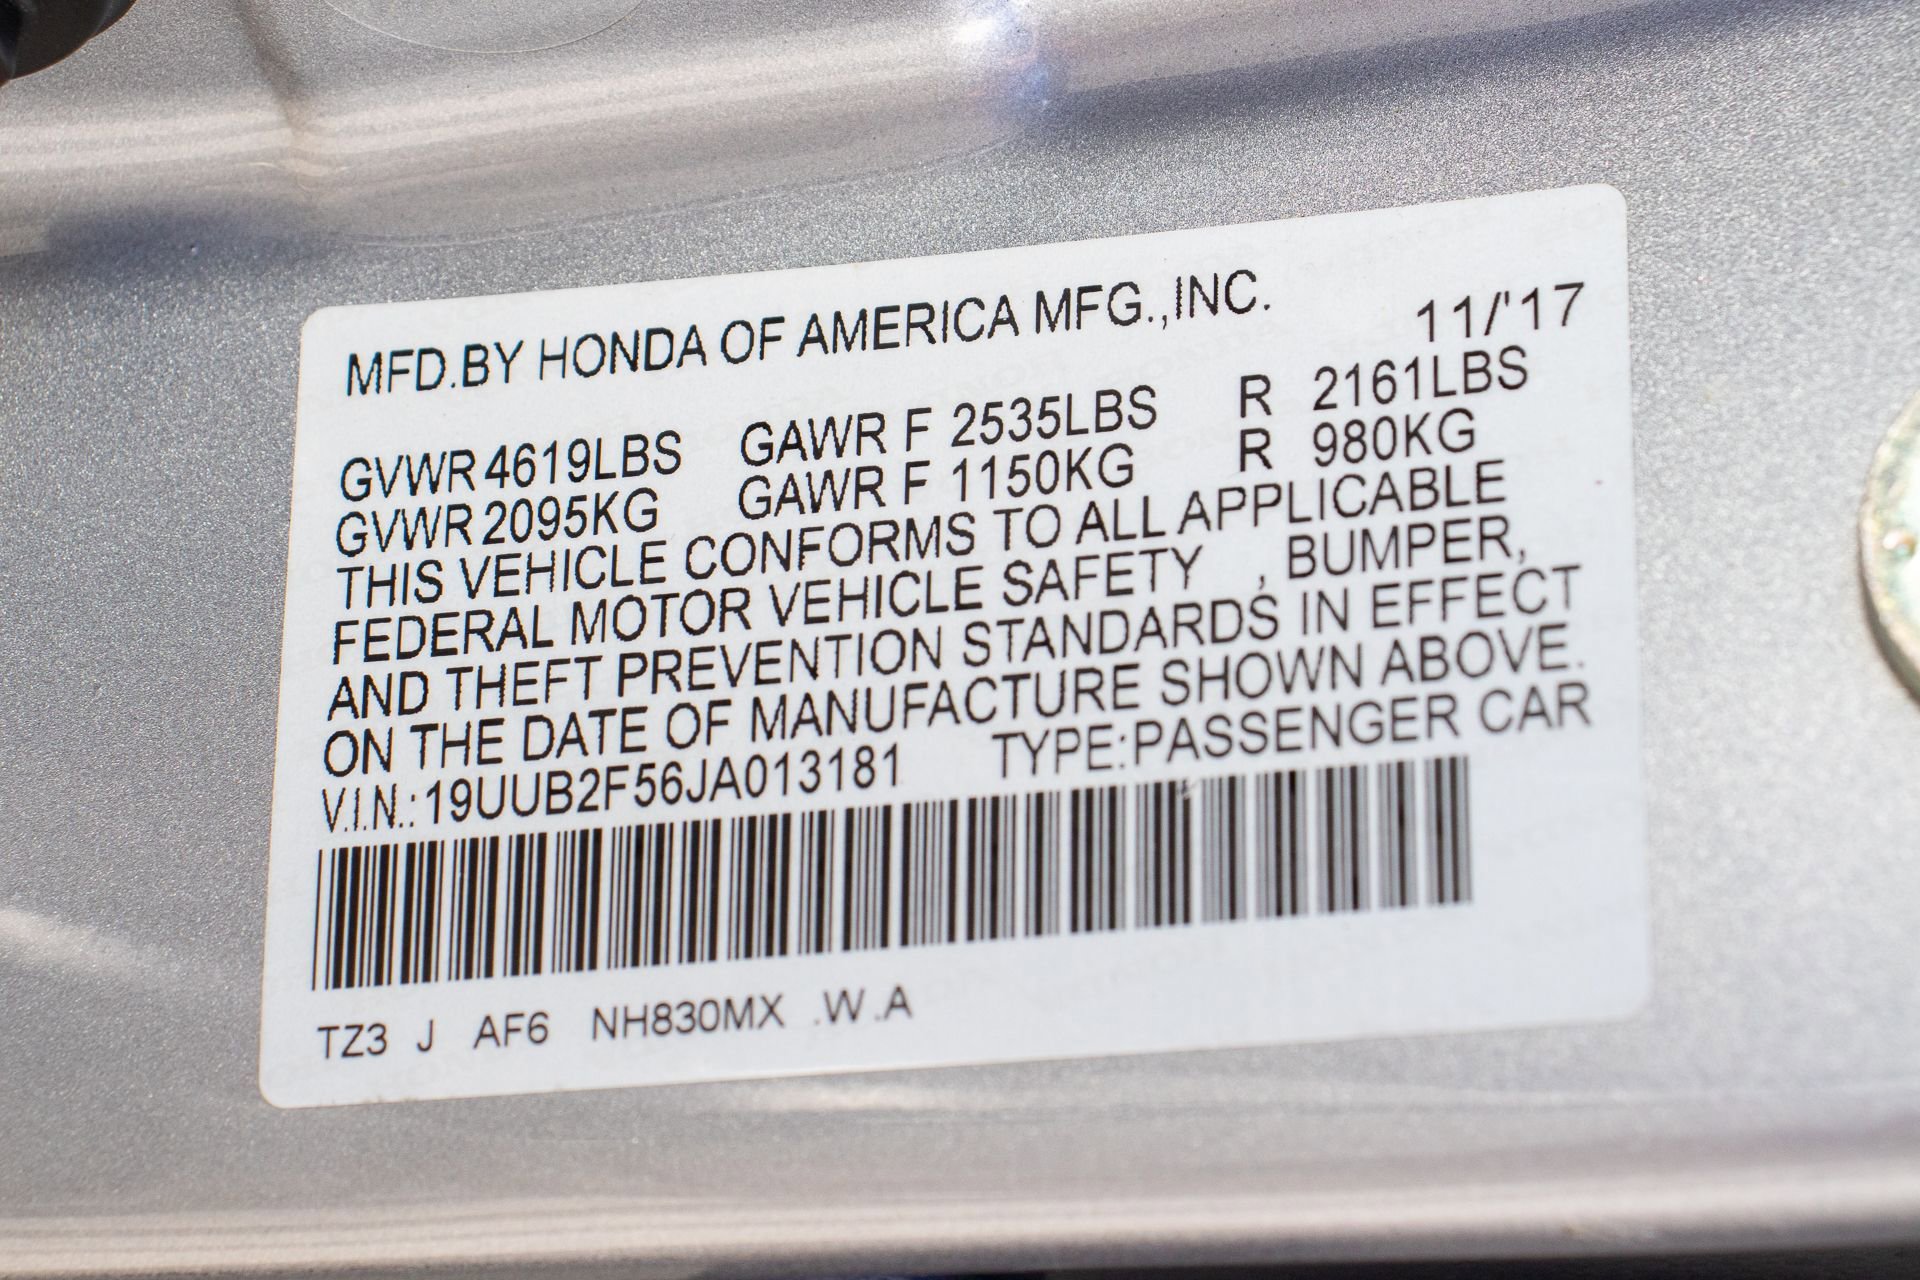 MFD.BY HONDA OF AMERICA MFG.,INC.
11/'17
GVWR 4619LBS GAWR F 2535LBS R 2161LBS
GVWR 2095KG GAWR F 1150KG R 980KG
THIS VEHICLE CONFORMS TO ALL APPLICABLE
FEDERAL MOTOR VEHICLE SAFETY , BUMPER,
AND THEFT PREVENTION STANDARDS IN EFFECT
ON THE DATE OF MANUFACTURE SHOWN ABOVE.
V.I.N.: 19UUB2F56JA013181 TYPE:PASSENGER CAR
TZ3 J AF6 NH830MX .W .A